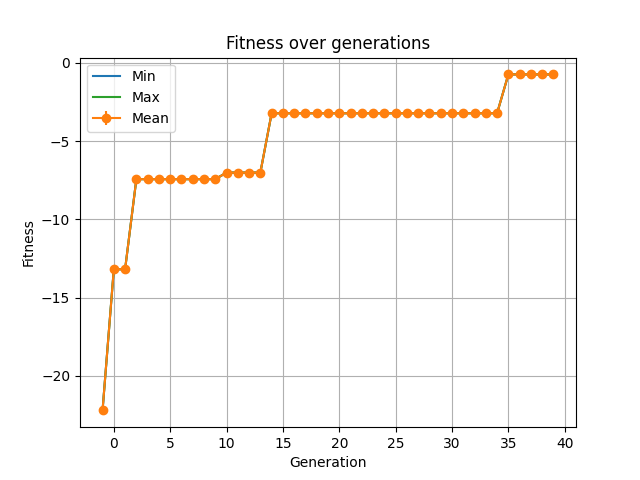 Fitness over generations
Min
Max
Mean
Fitness
0
−5
−10
−15
−20
0 5 10 15 20 25 30 35 40
Generation